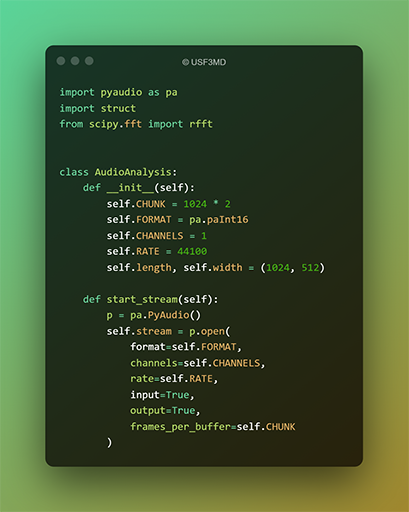 © USF3MD
import pyaudio as pa
import struct
from scipy.fft import rfft
class AudioAnalysis:
    def __init__(self):
        self.CHUNK = 1024 * 2
        self.FORMAT = pa.paInt16
        self.CHANNELS = 1
        self.RATE = 44100
        self.length, self.width = (1024, 512)
    def start_stream(self):
        p = pa.PyAudio()
        self.stream = p.open(
            format=self.FORMAT,
            channels=self.CHANNELS,
            rate=self.RATE,
            input=True,
            output=True,
            frames_per_buffer=self.CHUNK
        )